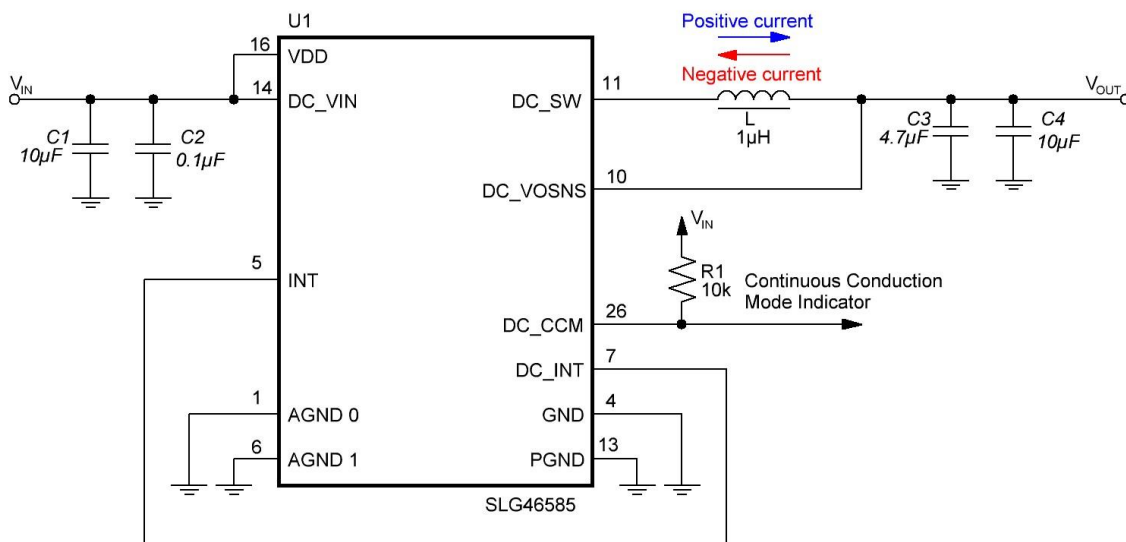 U1
Positive current
Negative current
16
VDD
V_IN
14
DC_VIN
DC_SW
11
V_OUT
C1
10µF
C2
0.1µF
L
1µH
C3
4.7µF
C4
10µF
DC_VOSNS
10
V_IN
5
INT
R1
10k
Continuous Conduction
Mode Indicator
DC_CCM
26
DC_INT
7
1
AGND 0
GND
4
6
AGND 1
PGND
13
SLG46585